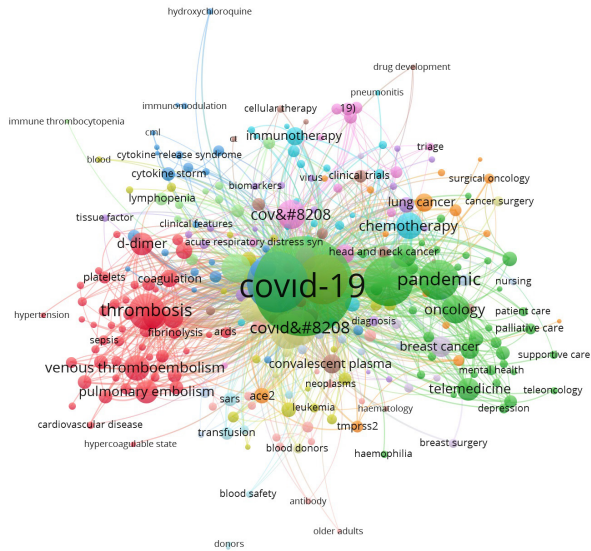 hydroxychloroquine
drug development
pneumonitis
immunomodulation
cellular therapy
19)
immune thrombocytopenia
cml
ct
immunotherapy
triage
blood
cytokine release syndrome
cytokine storm
virus
clinical trials
surgical oncology
biomarkers
lymphopenia
lung cancer
cancer surgery
tissue factor
clinical features
cov&#8208
chemotherapy
d-dimer
acute respiratory distress syn
head and neck cancer
platelets
coagulation
covid-19
pandemic
nursing
hypertension
thrombosis
oncology
patient care
fibrinolysis
ards
covid&#8208
diagnosis
palliative care
sepsis
breast cancer
supportive care
venous thromboembolism
convalescent plasma
mental health
pulmonary embolism
neoplasms
telemedicine
teleoncology
sars
ace2
leukemia
haematology
depression
cardiovascular disease
tmprss2
hypercoagulable state
transfusion
blood donors
breast surgery
haemophilia
blood safety
antibody
older adults
donors